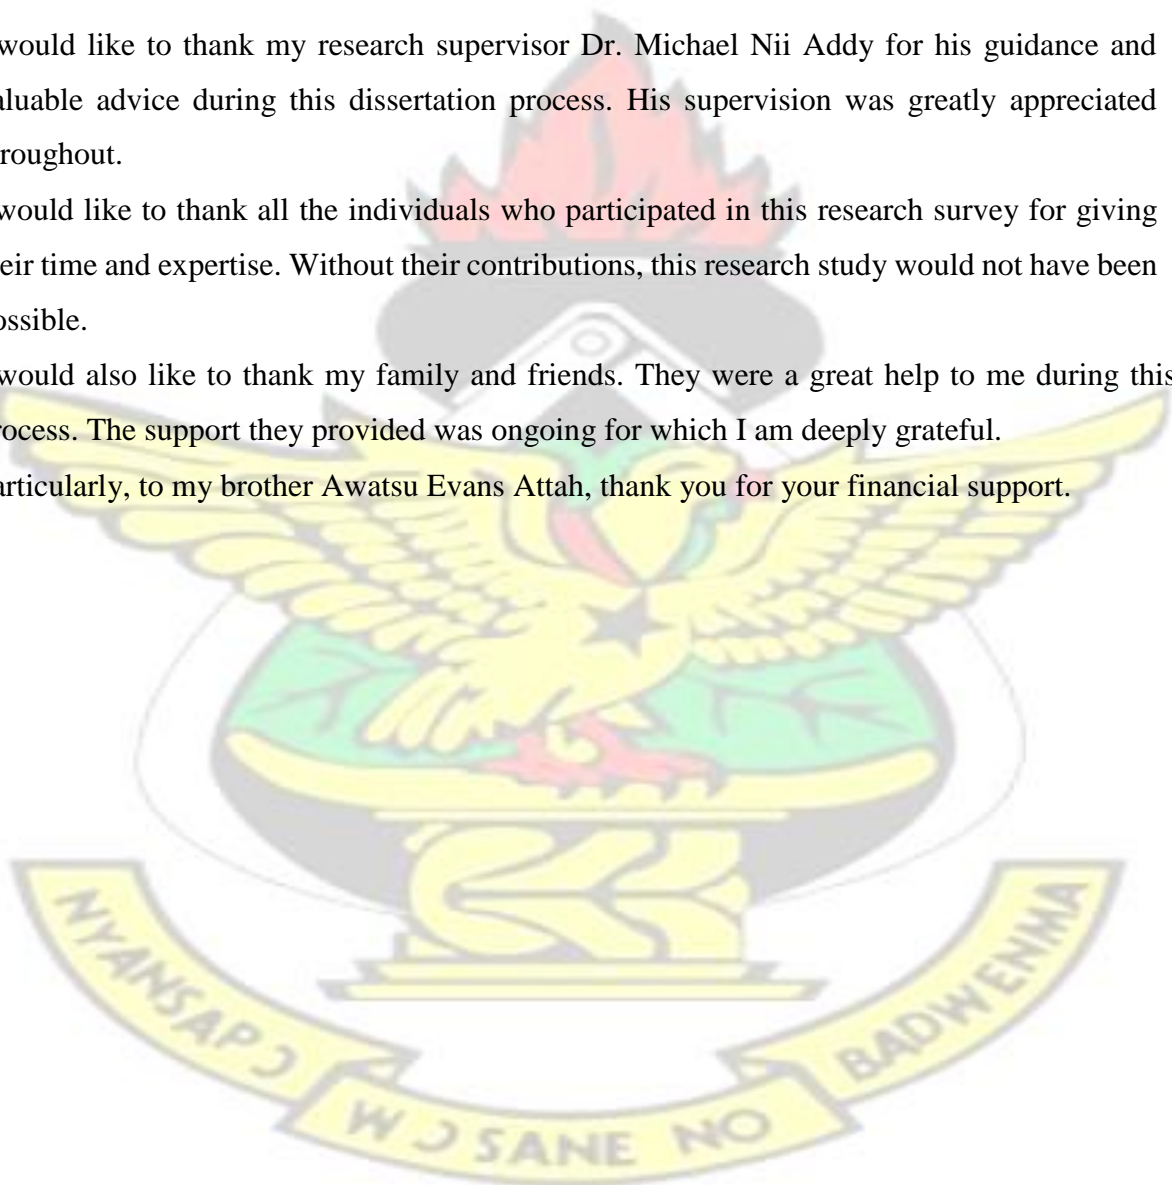 would like to thank my research supervisor Dr. Michael Nii Addy for his guidance and
aluable advice during this dissertation process. His supervision was greatly appreciated
roughout.
would like to thank all the individuals who participated in this research survey for giving
eir time and expertise. Without their contributions, this research study would not have been
ossible.
would also like to thank my family and friends. They were a great help to me during this
rocess. The support they provided was ongoing for which I am deeply grateful.
articularly, to my brother Awatsu Evans Attah, thank you for your financial support.
NYANSAPƆ
WƆ SANE NO
BADWENMA